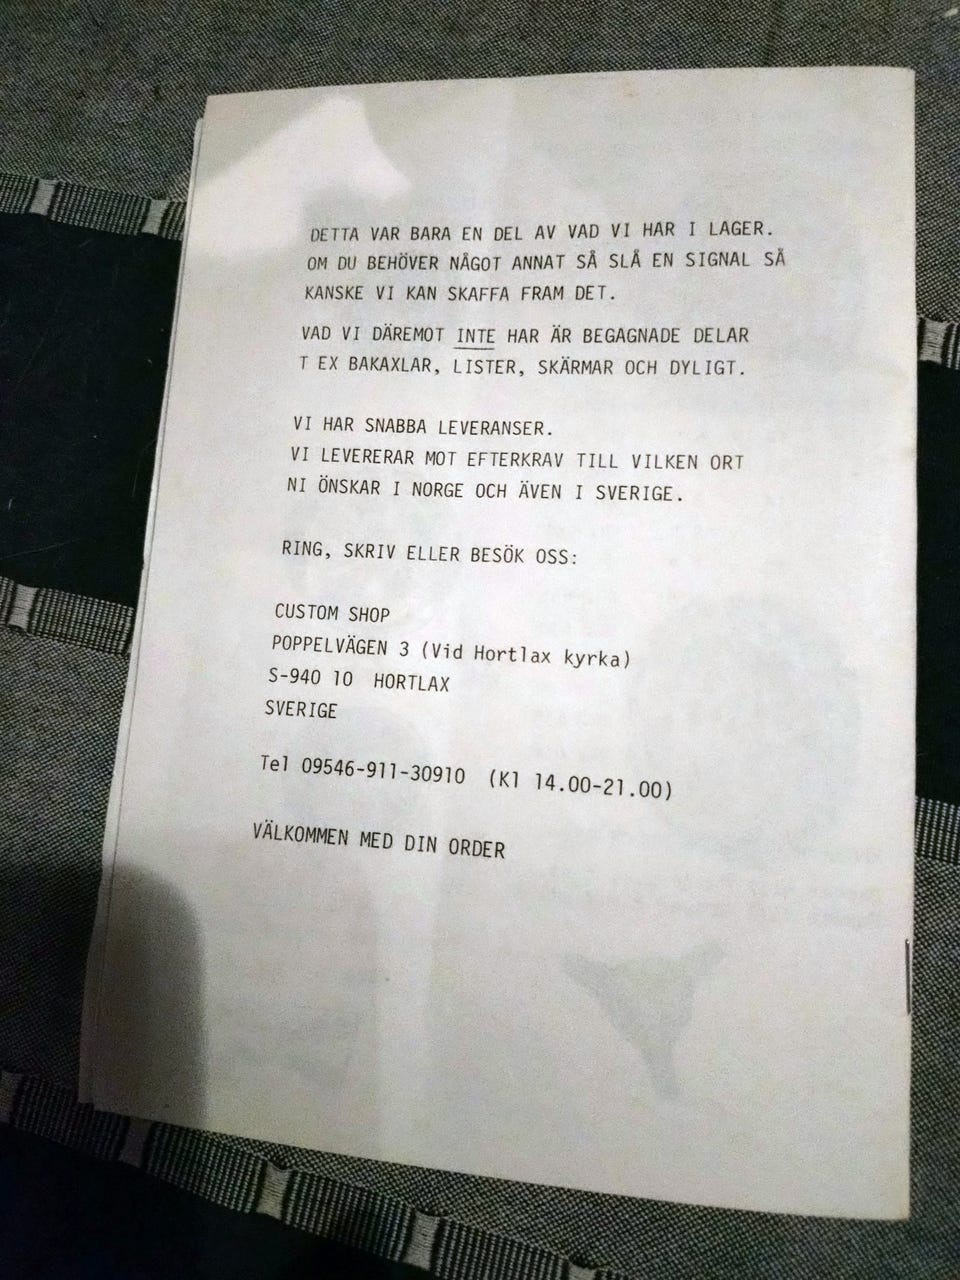 DETTA VAR BARA EN DEL AV VAD VI HAR I LAGER.
OM DU BEHÖVER NÅGOT ANNAT SÅ SLÅ EN SIGNAL SÅ
KANSKE VI KAN SKAFFA FRAM DET.
VAD VI DÄREMOT INTE HAR ÄR BEGAGNADE DELAR
T EX BAKAXLAR, LISTER, SKÄRMAR OCH DYLIGT.
VI HAR SNABBA LEVERANSER.
VI LEVERERAR MOT EFTERKRAV TILL VILKEN ORT
NI ÖNSKAR I NORGE OCH ÄVEN I SVERIGE.
RING, SKRIV ELLER BESÖK OSS:
CUSTOM SHOP
POPPELVÄGEN 3 (Vid Hortlax kyrka)
S-940 10 HORTLAX
SVERIGE
Tel 09546-911-30910 (Kl 14.00-21.00)
VÄLKOMMEN MED DIN ORDER